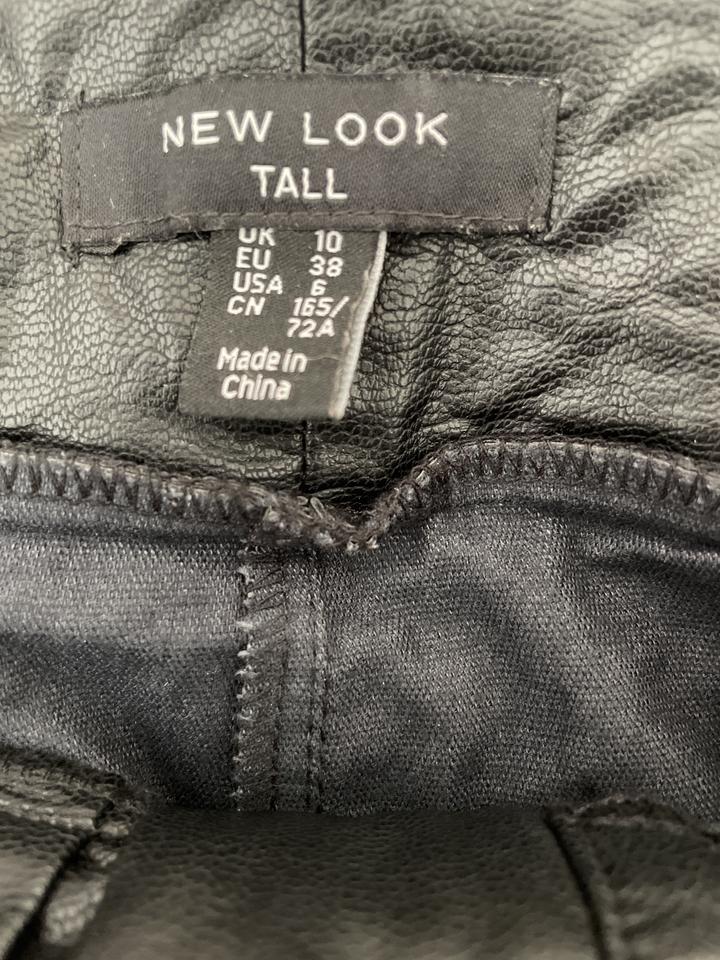 NEW LOOK
TALL
UK 10
EU 38
USA 6
CN 165/
72A
Made in
China